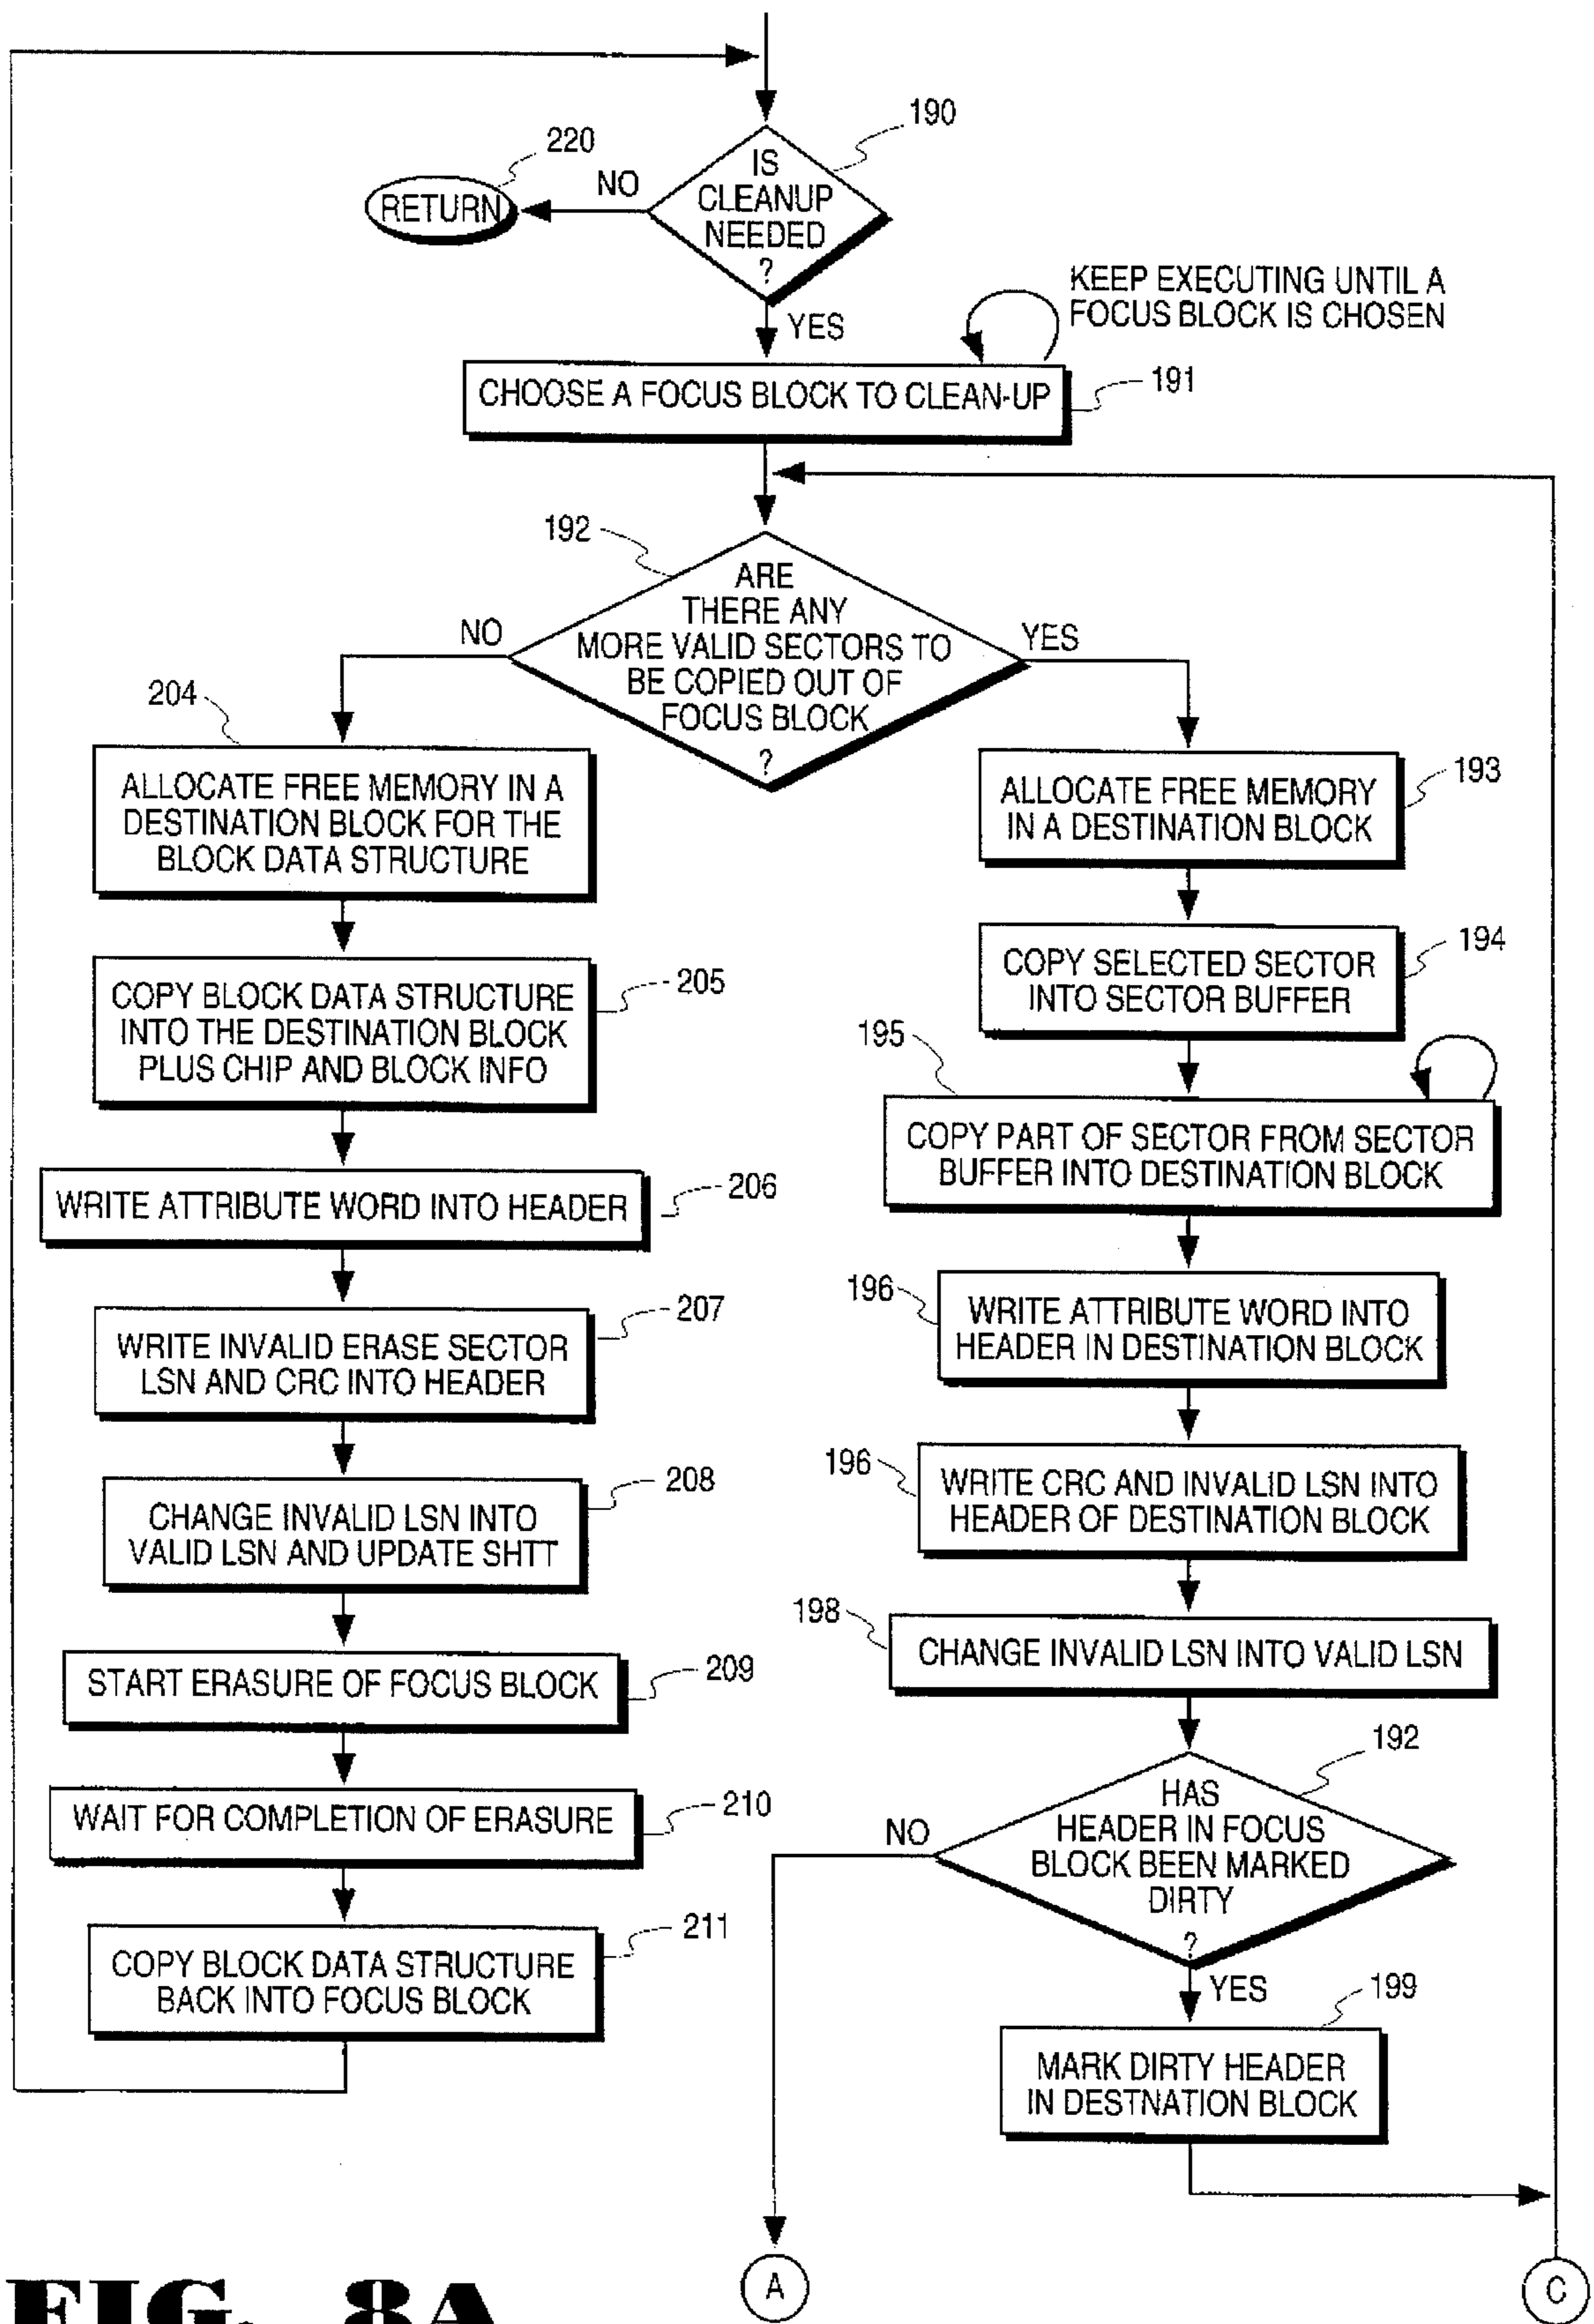 190
IS
CLEANUP
NEEDED
?
NO
220
RETURN
YES
KEEP EXECUTING UNTIL A
FOCUS BLOCK IS CHOSEN
CHOOSE A FOCUS BLOCK TO CLEAN-UP
191
192
ARE
THERE ANY
MORE VALID SECTORS TO
BE COPIED OUT OF
FOCUS BLOCK
?
NO
YES
204
ALLOCATE FREE MEMORY IN A
DESTINATION BLOCK FOR THE
BLOCK DATA STRUCTURE
COPY BLOCK DATA STRUCTURE
INTO THE DESTINATION BLOCK
PLUS CHIP AND BLOCK INFO
205
WRITE ATTRIBUTE WORD INTO HEADER
206
WRITE INVALID ERASE SECTOR
LSN AND CRC INTO HEADER
207
CHANGE INVALID LSN INTO
VALID LSN AND UPDATE SHTT
208
START ERASURE OF FOCUS BLOCK
209
WAIT FOR COMPLETION OF ERASURE
210
COPY BLOCK DATA STRUCTURE
BACK INTO FOCUS BLOCK
211
ALLOCATE FREE MEMORY
IN A DESTINATION BLOCK
193
COPY SELECTED SECTOR
INTO SECTOR BUFFER
194
195
COPY PART OF SECTOR FROM SECTOR
BUFFER INTO DESTINATION BLOCK
196
WRITE ATTRIBUTE WORD INTO
HEADER IN DESTINATION BLOCK
196
WRITE CRC AND INVALID LSN INTO
HEADER OF DESTINATION BLOCK
198
CHANGE INVALID LSN INTO VALID LSN
192
HAS
HEADER IN FOCUS
BLOCK BEEN MARKED
DIRTY
?
NO
YES
199
MARK DIRTY HEADER
IN DESTNATION BLOCK
A
C
FIG. 8A